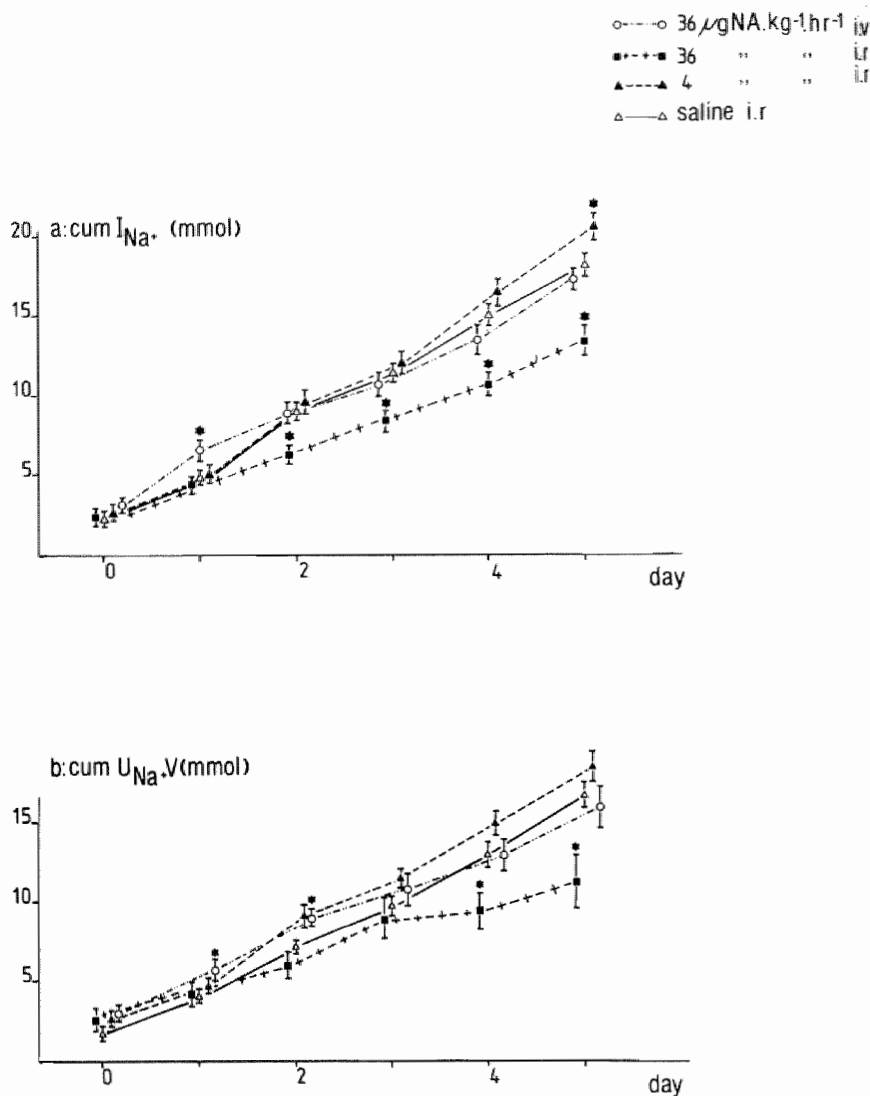 36 μgNA.kg-¹.hr-¹ i.v
36 " " i.r
4 " " i.r
saline i.r
a: cum I Na+ (mmol)
20
*
*
15
*
10
*
*
*
5
0 2 4
day
b: cum U Na+V(mmol)
15
*
*
10
*
*
5
0 2 4
day